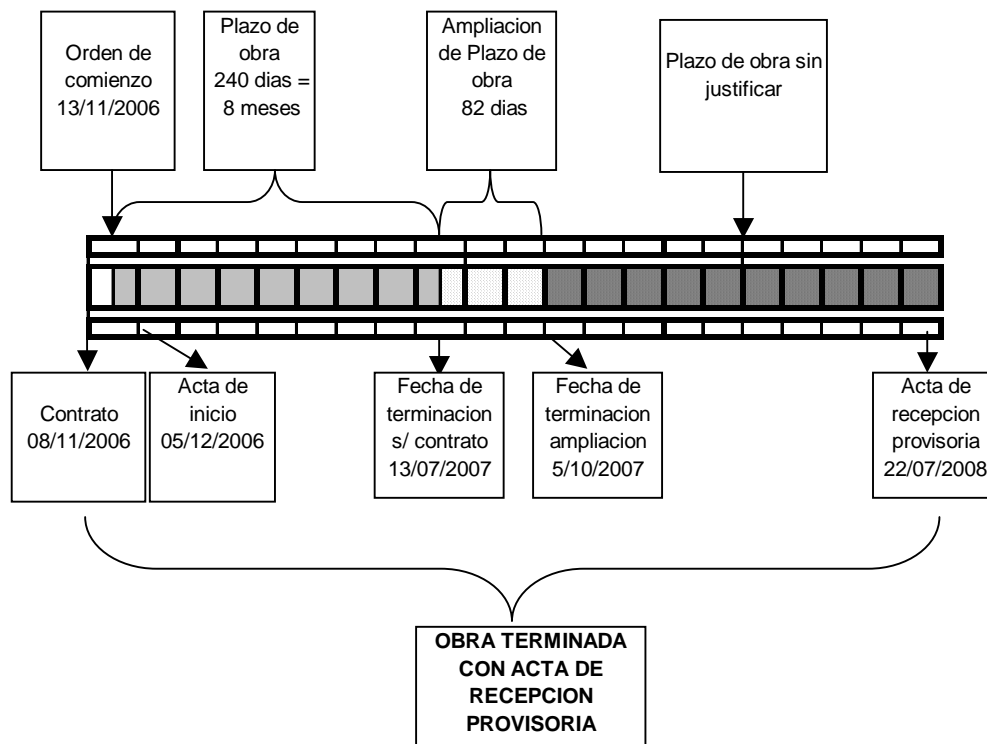 Orden de
comienzo
13/11/2006
Plazo de
obra
240 dias =
8 meses
Ampliacion
de Plazo de
obra
82 dias
Plazo de obra sin
justificar
Contrato
08/11/2006
Acta de
inicio
05/12/2006
Fecha de
terminacion
s/ contrato
13/07/2007
Fecha de
terminacion
ampliacion
5/10/2007
Acta de
recepcion
provisoria
22/07/2008
OBRA TERMINADA
CON ACTA DE
RECEPCION
PROVISORIA